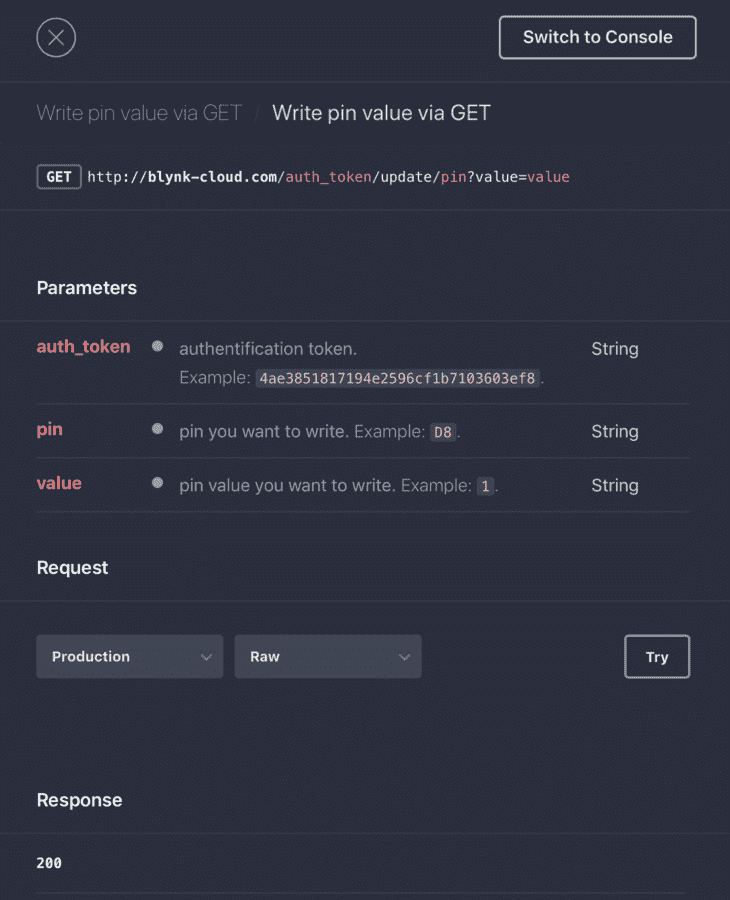 Switch to Console
Write pin value via GET / Write pin value via GET
GET http://blynk-cloud.com/auth_token/update/pin?value=value
Parameters
auth_token authentification token. String
Example: 4ae3851817194e2596cf1b7103603ef8.
pin pin you want to write. Example: D8. String
value pin value you want to write. Example: 1. String
Request
Production Raw Try
Response
200